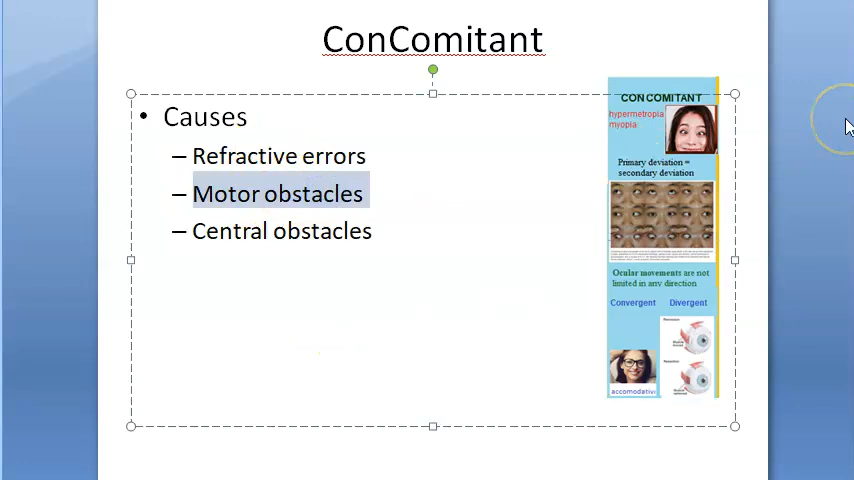 ConComitant
• Causes
– Refractive errors
– Motor obstacles
– Central obstacles
CONCOMITANT
hypermetropia
myopia
Primary deviation =
secondary deviation
Ocular movements are not
limited in any direction
Convergent Divergent
accomodativ